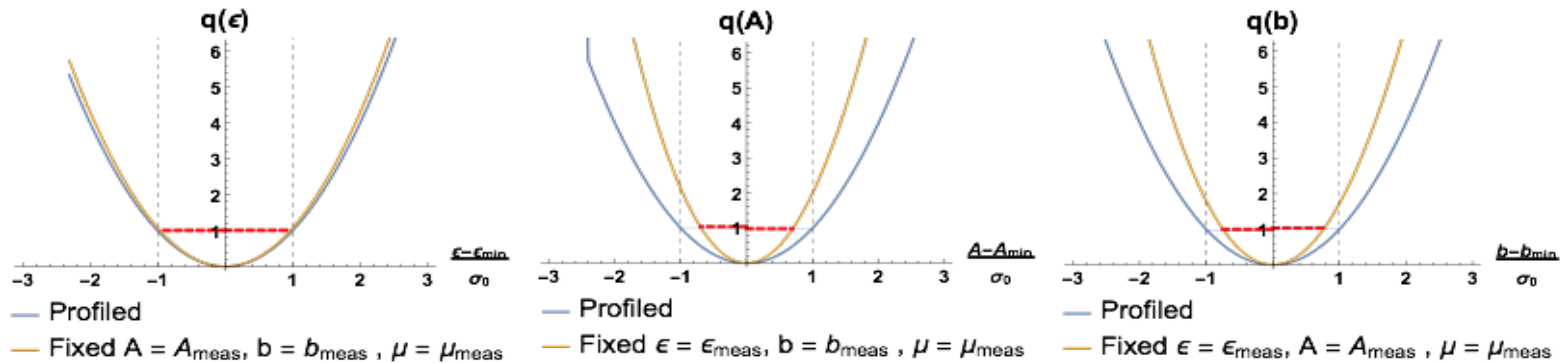 q(ϵ)
6
5
4
3
2
1
−3 −2 −1 0 1 2 3
ϵ−ϵmin
σ0
Profiled
Fixed A = Ameas, b = bmeas , μ = μmeas
q(A)
6
5
4
3
2
1
−3 −2 −1 0 1 2 3
A−Amin
σ0
Profiled
Fixed ϵ = ϵmeas, b = bmeas , μ = μmeas
q(b)
6
5
4
3
2
1
−3 −2 −1 0 1 2 3
b−bmin
σ0
Profiled
Fixed ϵ = ϵmeas, A = Ameas , μ = μmeas